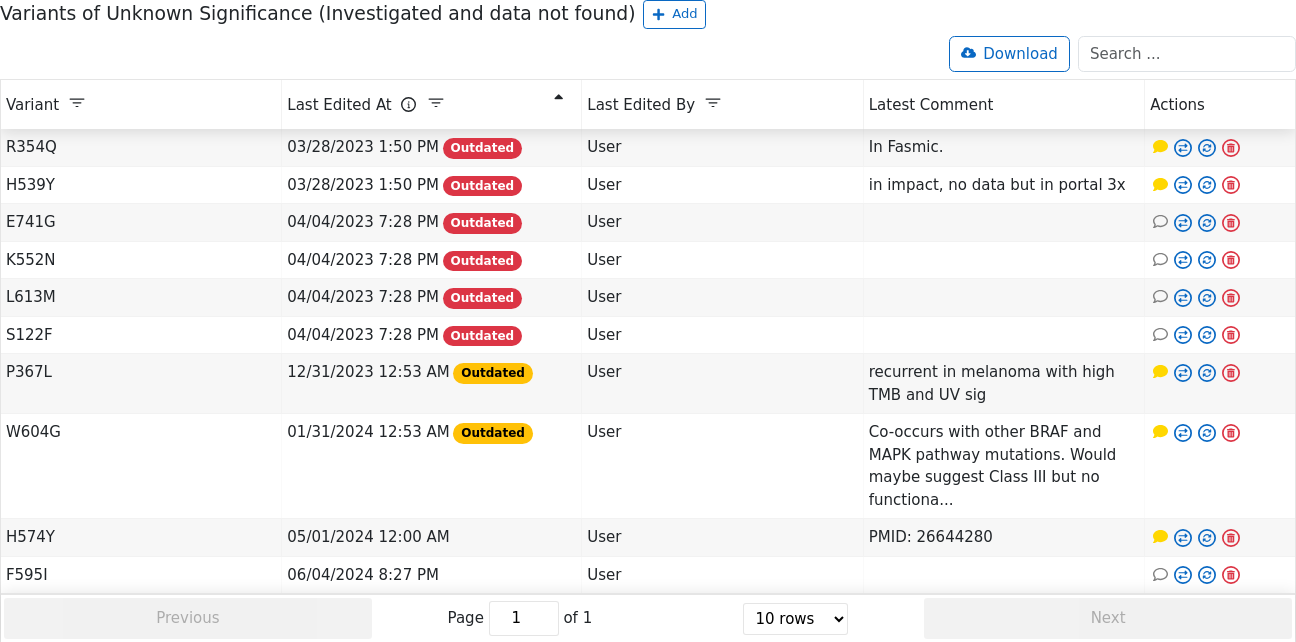 Variants of Unknown Significance (Investigated and data not found) Add
Download Search ...
Variant Last Edited At Last Edited By Latest Comment Actions
R354Q 03/28/2023 1:50 PM Outdated User In Fasmic.
H539Y 03/28/2023 1:50 PM Outdated User in impact, no data but in portal 3x
E741G 04/04/2023 7:28 PM Outdated User
K552N 04/04/2023 7:28 PM Outdated User
L613M 04/04/2023 7:28 PM Outdated User
S122F 04/04/2023 7:28 PM Outdated User
P367L 12/31/2023 12:53 AM Outdated User recurrent in melanoma with high
TMB and UV sig
W604G 01/31/2024 12:53 AM Outdated User Co-occurs with other BRAF and
MAPK pathway mutations. Would
maybe suggest Class III but no
functiona...
H574Y 05/01/2024 12:00 AM User PMID: 26644280
F595I 06/04/2024 8:27 PM User
Previous Page 1 of 1 10 rows Next